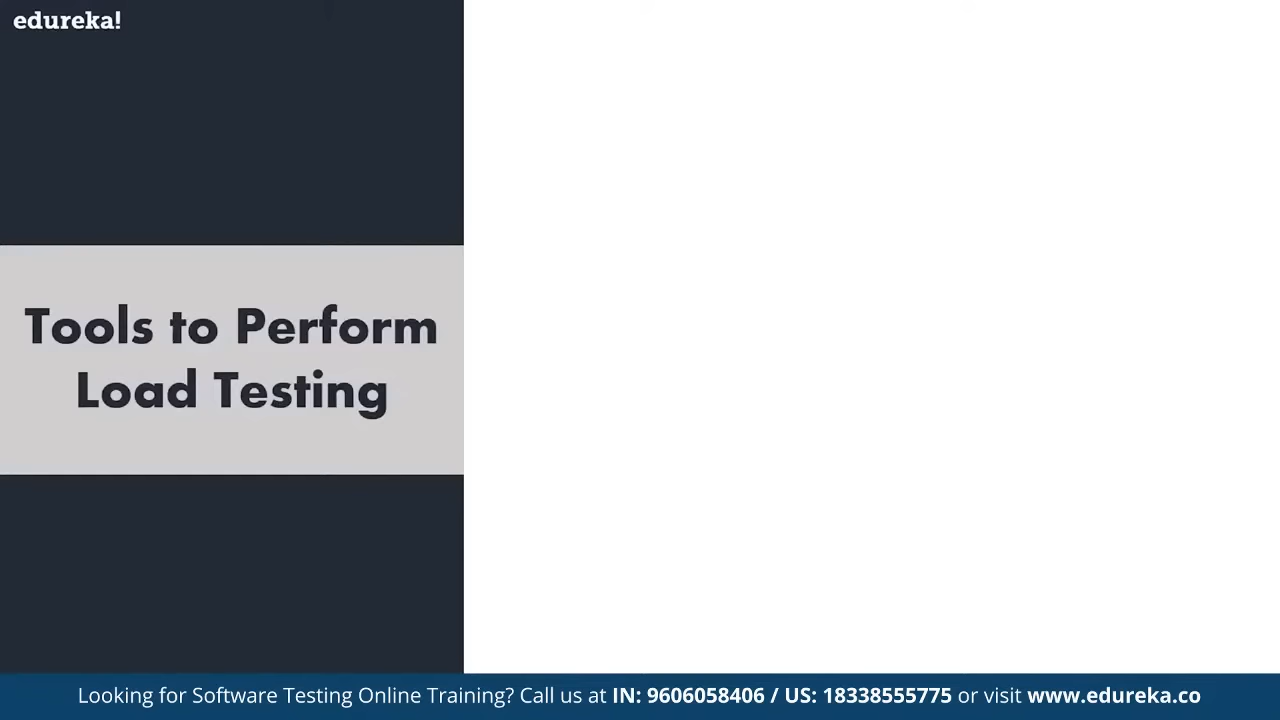 edureka!
Tools to Perform
Load Testing
Looking for Software Testing Online Training? Call us at IN: 9606058406 / US: 18338555775 or visit www.edureka.co